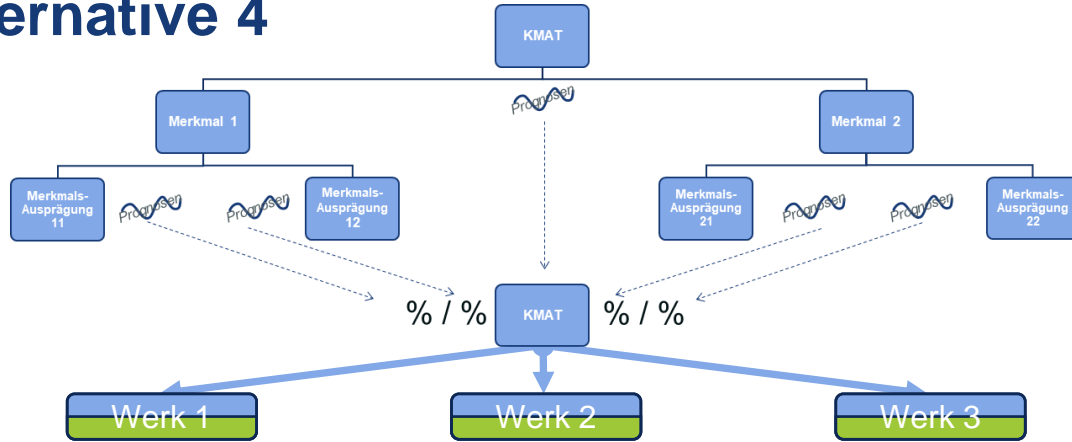 ernative 4
KMAT
Prognosen
Merkmal 1
Merkmal 2
Merkmals-
Ausprägung
11
Prognosen
Prognosen
Merkmals-
Ausprägung
12
Merkmals-
Ausprägung
21
Prognosen
Prognosen
Merkmals-
Ausprägung
22
% / %
KMAT
% / %
Werk 1
Werk 2
Werk 3